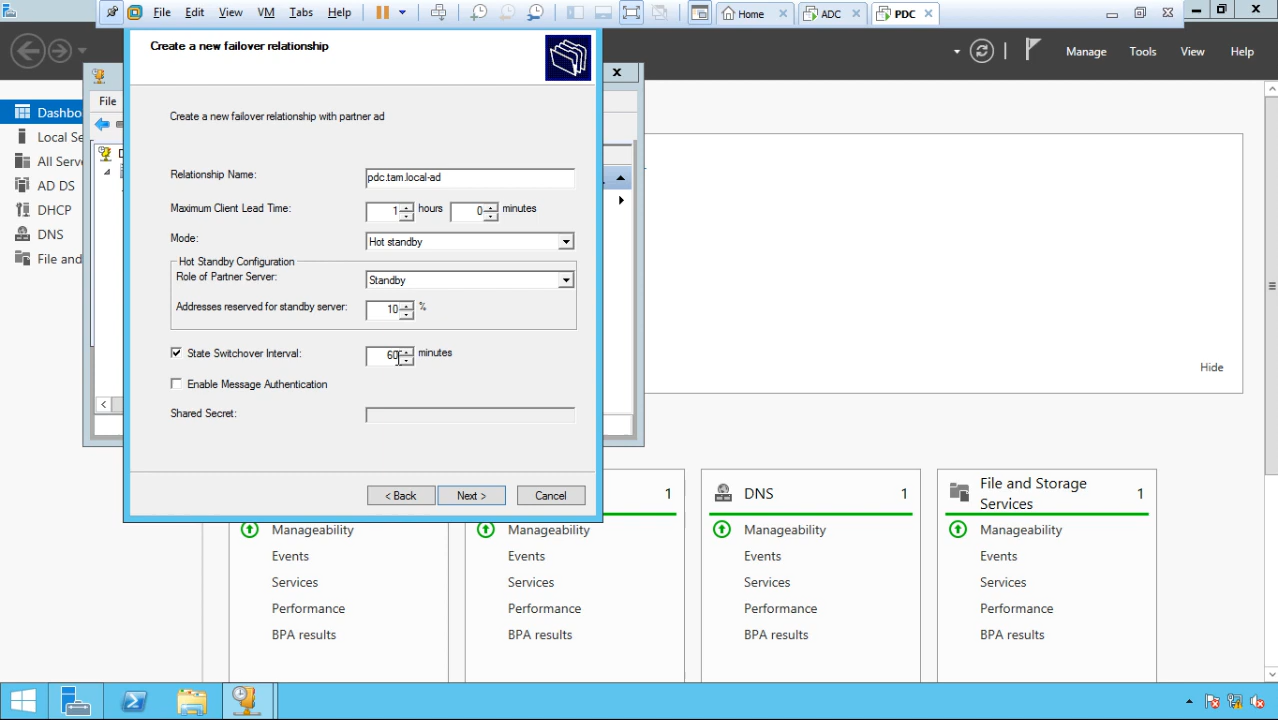 File Edit View VM Tabs Help Home ADC PDC
Manage Tools View Help
Create a new failover relationship
Create a new failover relationship with partner ad
Relationship Name: pdc.tam.local-ad
Maximum Client Lead Time: 1 hours 0 minutes
Mode: Hot standby
Hot Standby Configuration
Role of Partner Server: Standby
Addresses reserved for standby server: 10 %
State Switchover Interval: 60 minutes
Enable Message Authentication
Shared Secret:
< Back Next > Cancel
File
D
Dashbo
Local Se
All Serve
AD DS
DHCP
DNS
File and
Hide
1
DNS 1
File and Storage
Services 1
Manageability
Events
Services
Performance
BPA results
Manageability
Events
Services
Performance
BPA results
Manageability
Events
Services
Performance
BPA results
Manageability
Events
Services
Performance
BPA results